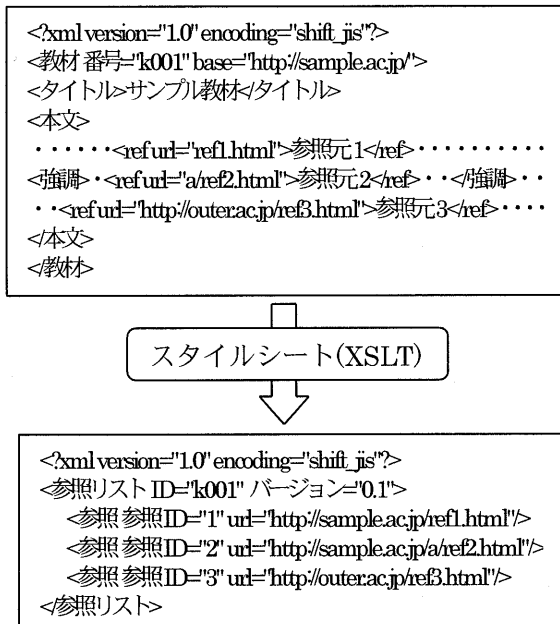 <?xml version="1.0" encoding="shift_jis"?>
<教材 番号="k001" base="http://sample.ac.jp/">
<タイトル>サンプル教材</タイトル>
<本文>
・・・・・・<ref url="ref1.html">参照元1</ref>・・・・・・・・・・
<強調>・<ref url="a/ref2.html">参照元2</ref>・・</強調>・・
・・<ref url="http://outer.ac.jp/ref3.html">参照元3</ref>・・・・
</本文>
</教材>
スタイルシート(XSLT)
<?xml version="1.0" encoding="shift_jis"?>
<参照リスト ID="k001" バージョン="0.1">
<参照 参照ID="1" url="http://sample.ac.jp/ref1.html"/>
<参照 参照ID="2" url="http://sample.ac.jp/a/ref2.html"/>
<参照 参照ID="3" url="http://outer.ac.jp/ref3.html"/>
</参照リスト>